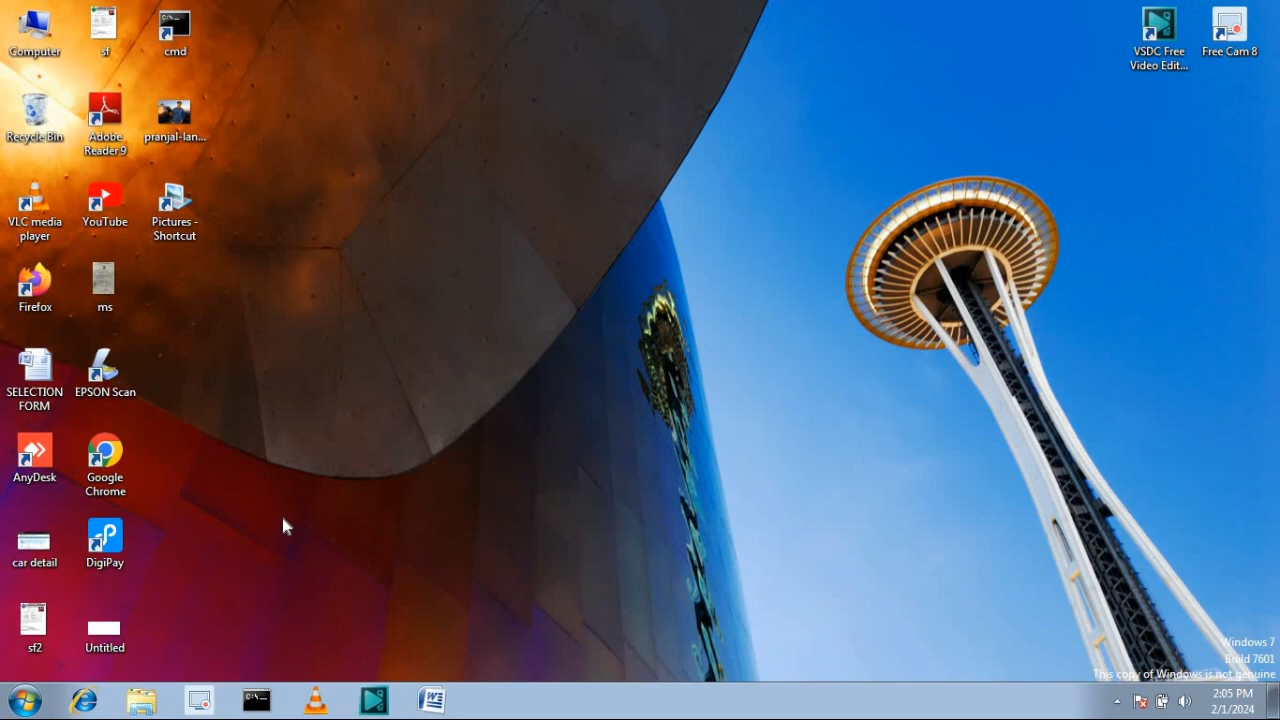 Computer
sf
cmd
VSDC Free
Video Edit...
Free Cam 8
Recycle Bin
Adobe
Reader 9
pranjal-lan...
VLC media
player
YouTube
Pictures -
Shortcut
Firefox
ms
SELECTION
FORM
EPSON Scan
AnyDesk
Google
Chrome
car detail
DigiPay
sf2
Untitled
Windows 7
Build 7601
This copy of Windows is not genuine
2:05 PM
2/1/2024